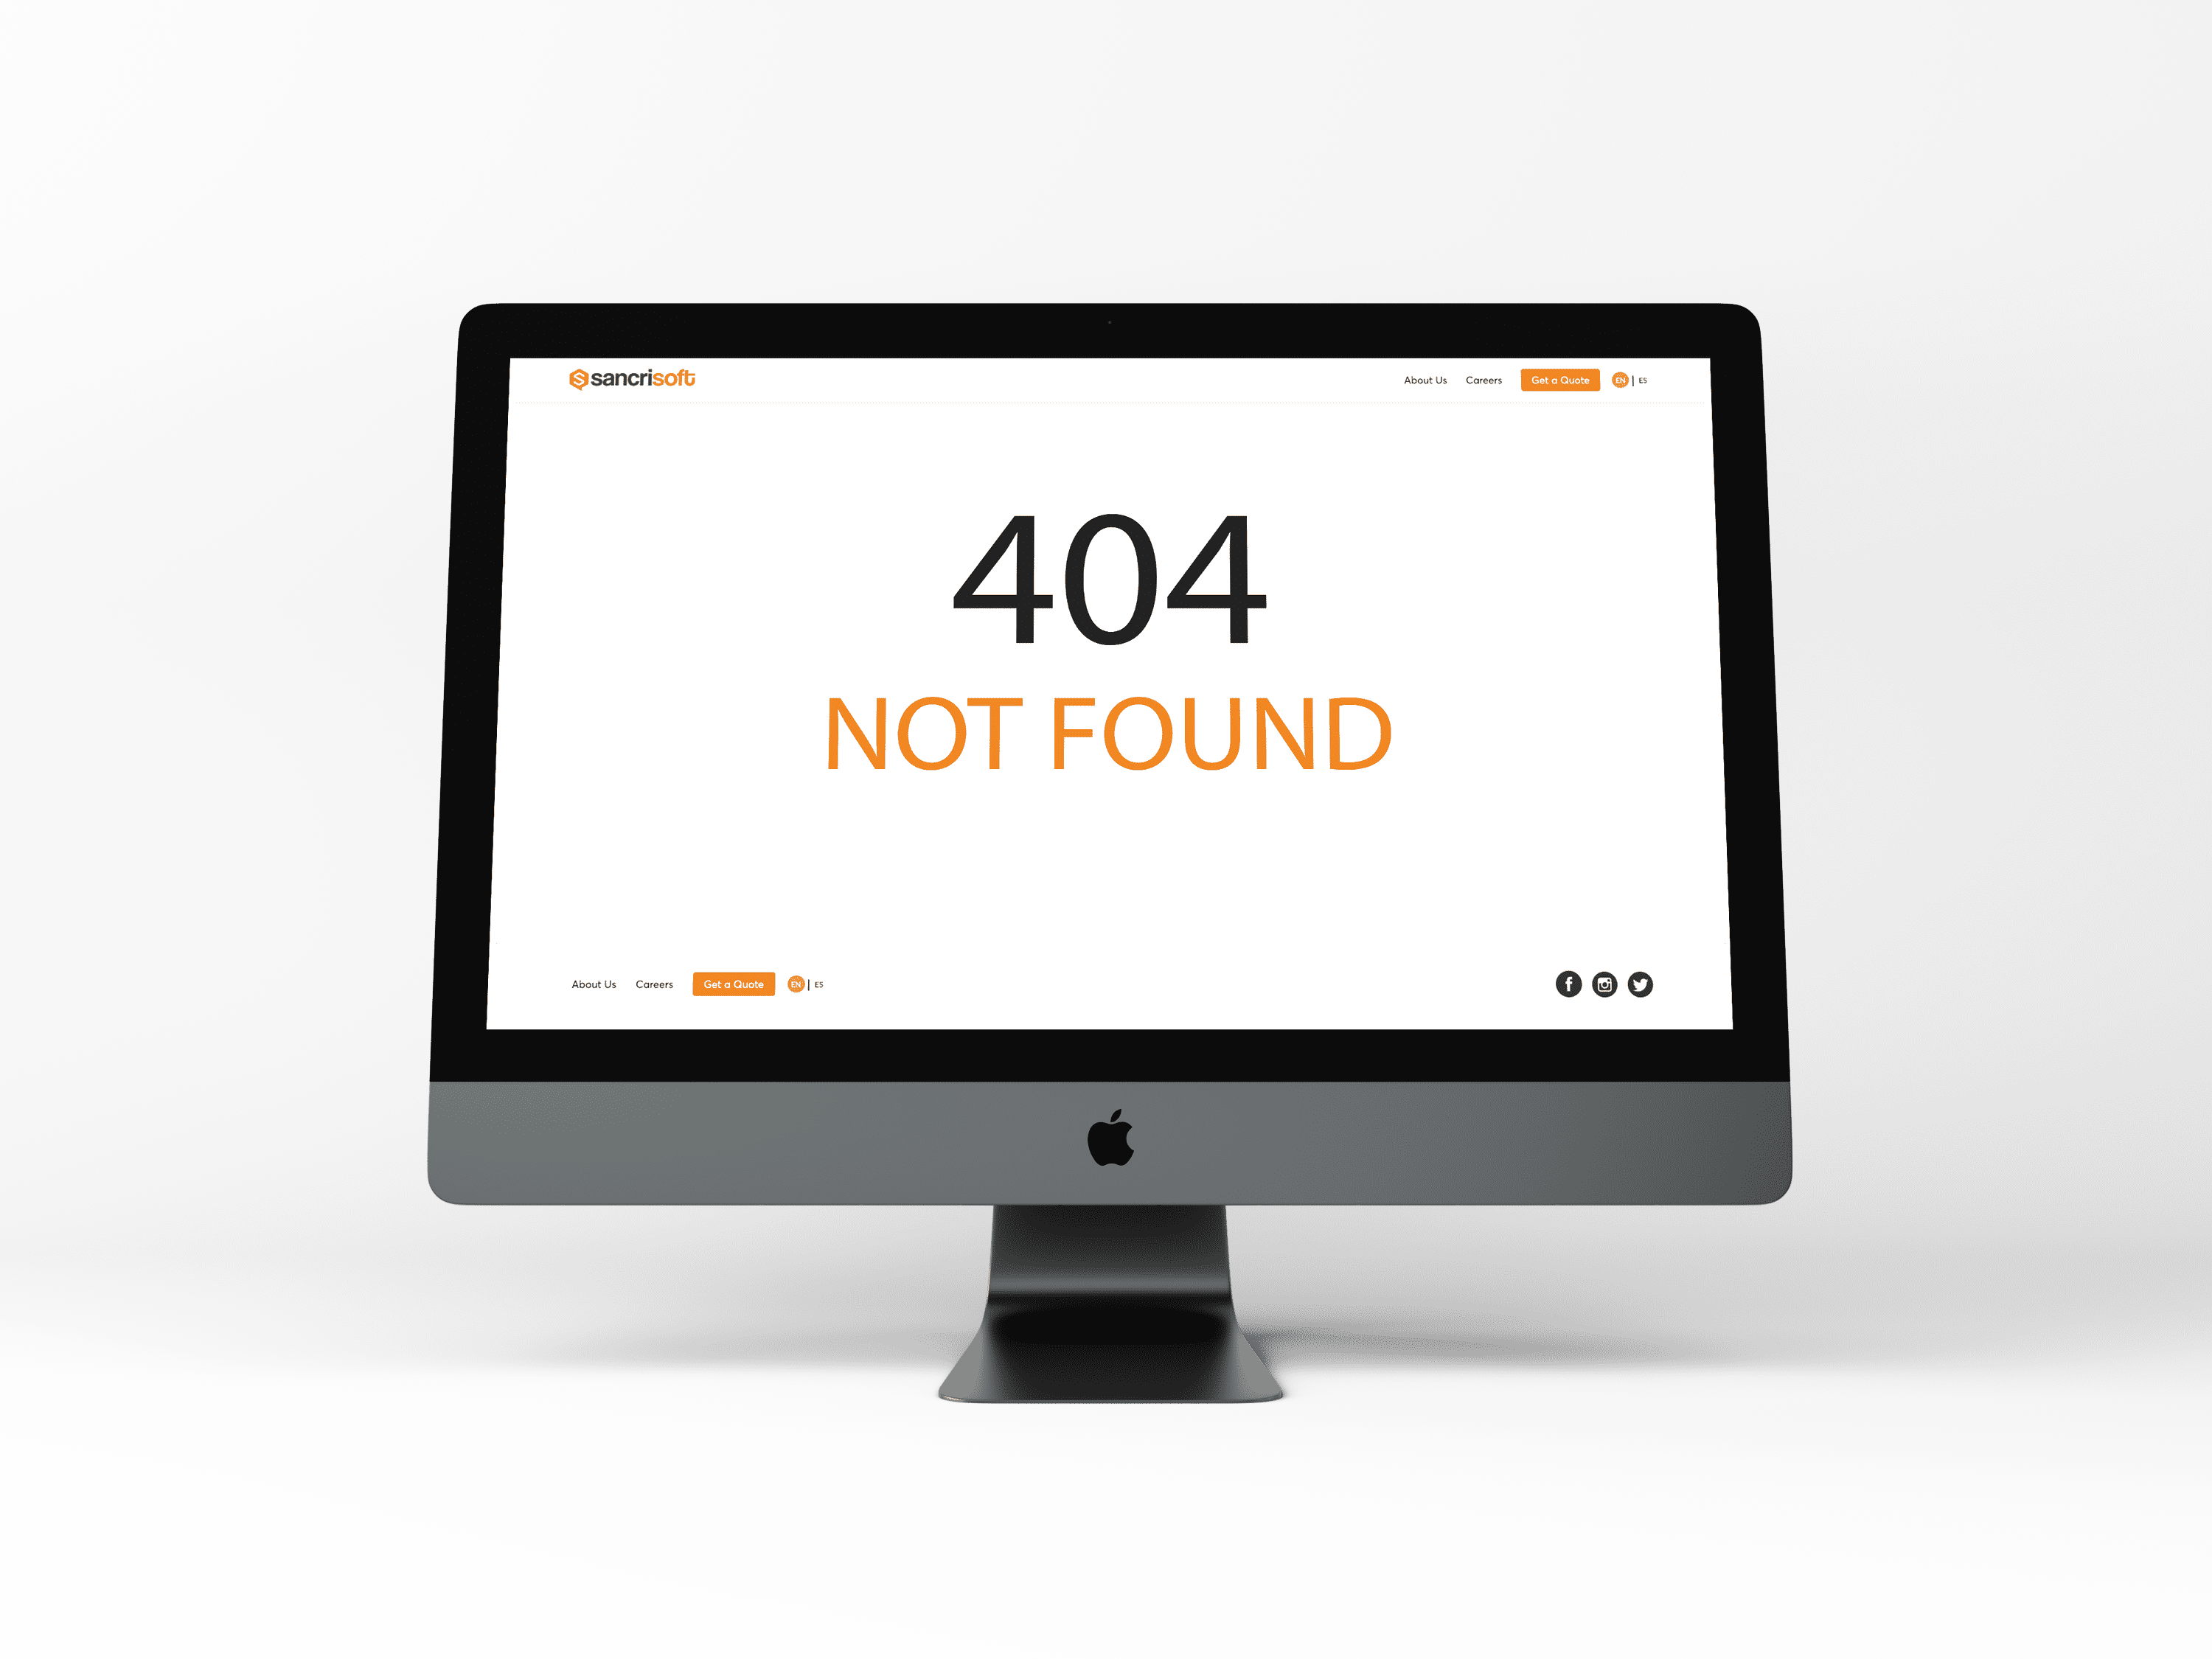 sancrisoft
About Us Careers Get a Quote EN | ES
404
NOT FOUND
About Us Careers Get a Quote EN | ES